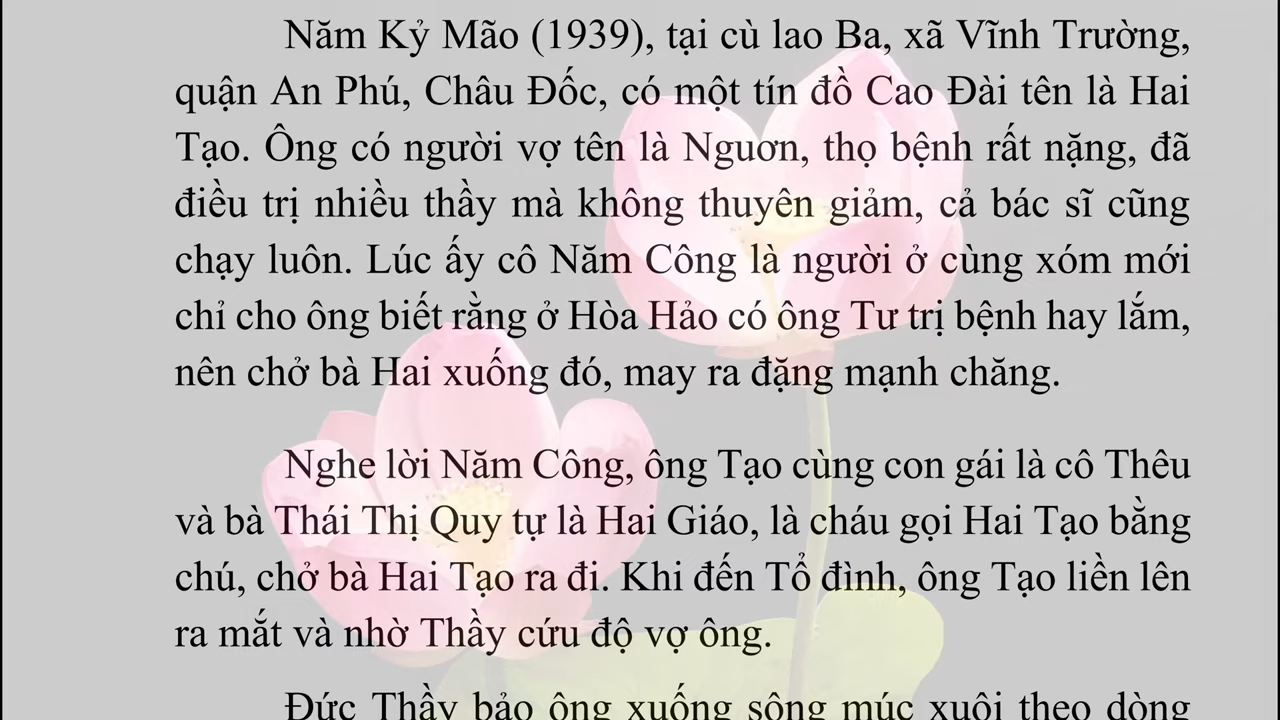 Năm Kỷ Mão (1939), tại cù lao Ba, xã Vĩnh Trường,
quận An Phú, Châu Đốc, có một tín đồ Cao Đài tên là Hai
Tạo. Ông có người vợ tên là Nguơn, thọ bệnh rất nặng, đã
điều trị nhiều thầy mà không thuyên giảm, cả bác sĩ cũng
chạy luôn. Lúc ấy cô Năm Công là người ở cùng xóm mới
chỉ cho ông biết rằng ở Hòa Hảo có ông Tư trị bệnh hay lắm,
nên chở bà Hai xuống đó, may ra đặng mạnh chăng.
Nghe lời Năm Công, ông Tạo cùng con gái là cô Thêu
và bà Thái Thị Quy tự là Hai Giáo, là cháu gọi Hai Tạo bằng
chú, chở bà Hai Tạo ra đi. Khi đến Tổ đình, ông Tạo liền lên
ra mắt và nhờ Thầy cứu độ vợ ông.
Đức Thầy bảo ông xuống sông múc xuôi theo dòng